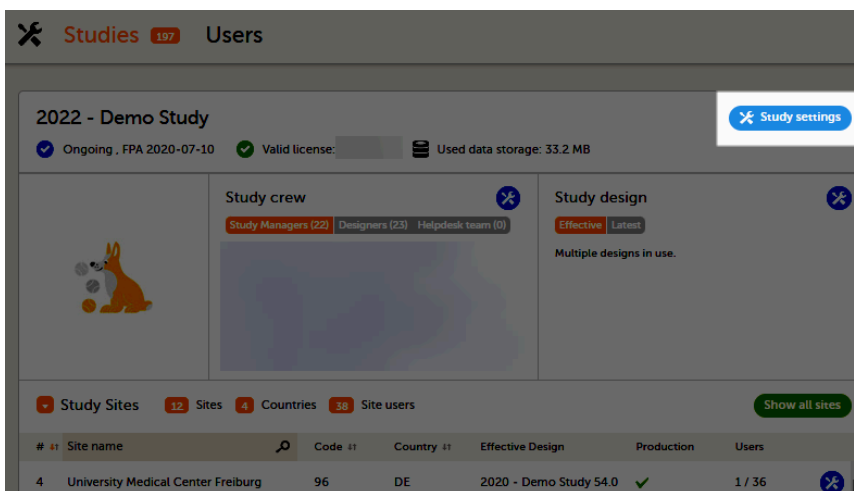 Studies 197 Users
2022 - Demo Study
Study settings
Ongoing , FPA 2020-07-10 Valid license: Used data storage: 33.2 MB
Study crew
Study Managers (22) Designers (23) Helpdesk team (0)
Study design
Effective Latest
Multiple designs in use.
Study Sites 12 Sites 4 Countries 38 Site users Show all sites
# Site name Code Country Effective Design Production Users
4 University Medical Center Freiburg 96 DE 2020 - Demo Study 54.0 1 / 36